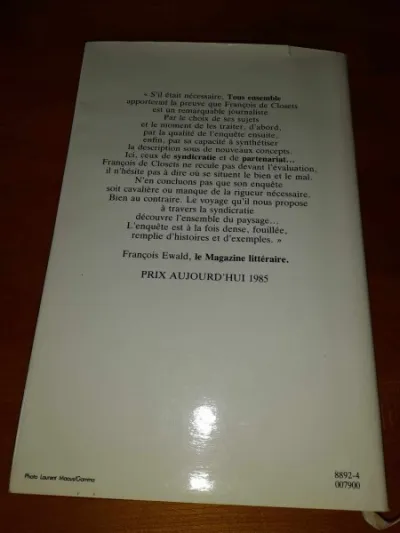 « S'il était nécessaire, Tous ensemble
apporterait la preuve que François de Closets
est un remarquable journaliste
Par le choix de ses sujets
et le moment de les traiter, d'abord,
par la qualité de l'enquête ensuite,
enfin, par sa capacité à synthétiser
la description sous de nouveaux concepts.
Ici, ceux de syndicratie et de partenariat...
François de Closets ne recule pas devant l'évaluation,
il n'hésite pas à dire où se situent le bien et le mal.
N'en concluons pas que son enquête
soit cavalière ou manque de la rigueur nécessaire.
Bien au contraire. Le voyage qu'il nous propose
à travers la syndicratie
découvre l'ensemble du paysage...
L'enquête est à la fois dense, fouillée,
remplie d'histoires et d'exemples. »
François Ewald, le Magazine littéraire.
PRIX AUJOURD'HUI 1985
Photo Laurent Maous/Gamma
8892-4
007900